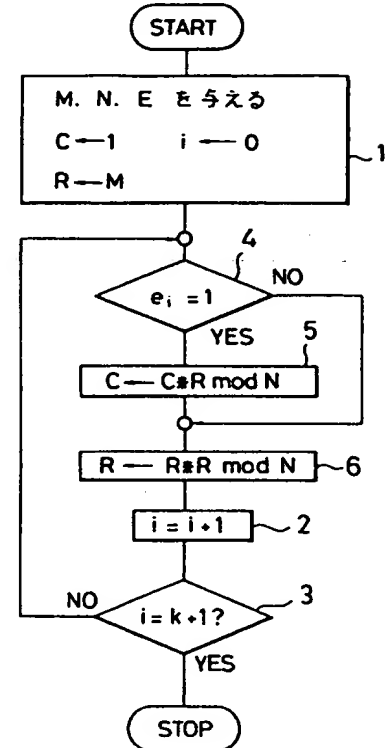 START
M. N. E を与える
C←1 i ← 0
R←M
1
4
e_i = 1
NO
YES
5
C ← C*R mod N
R ← R*R mod N
6
i = i+1
2
3
NO
i = k+1?
YES
STOP